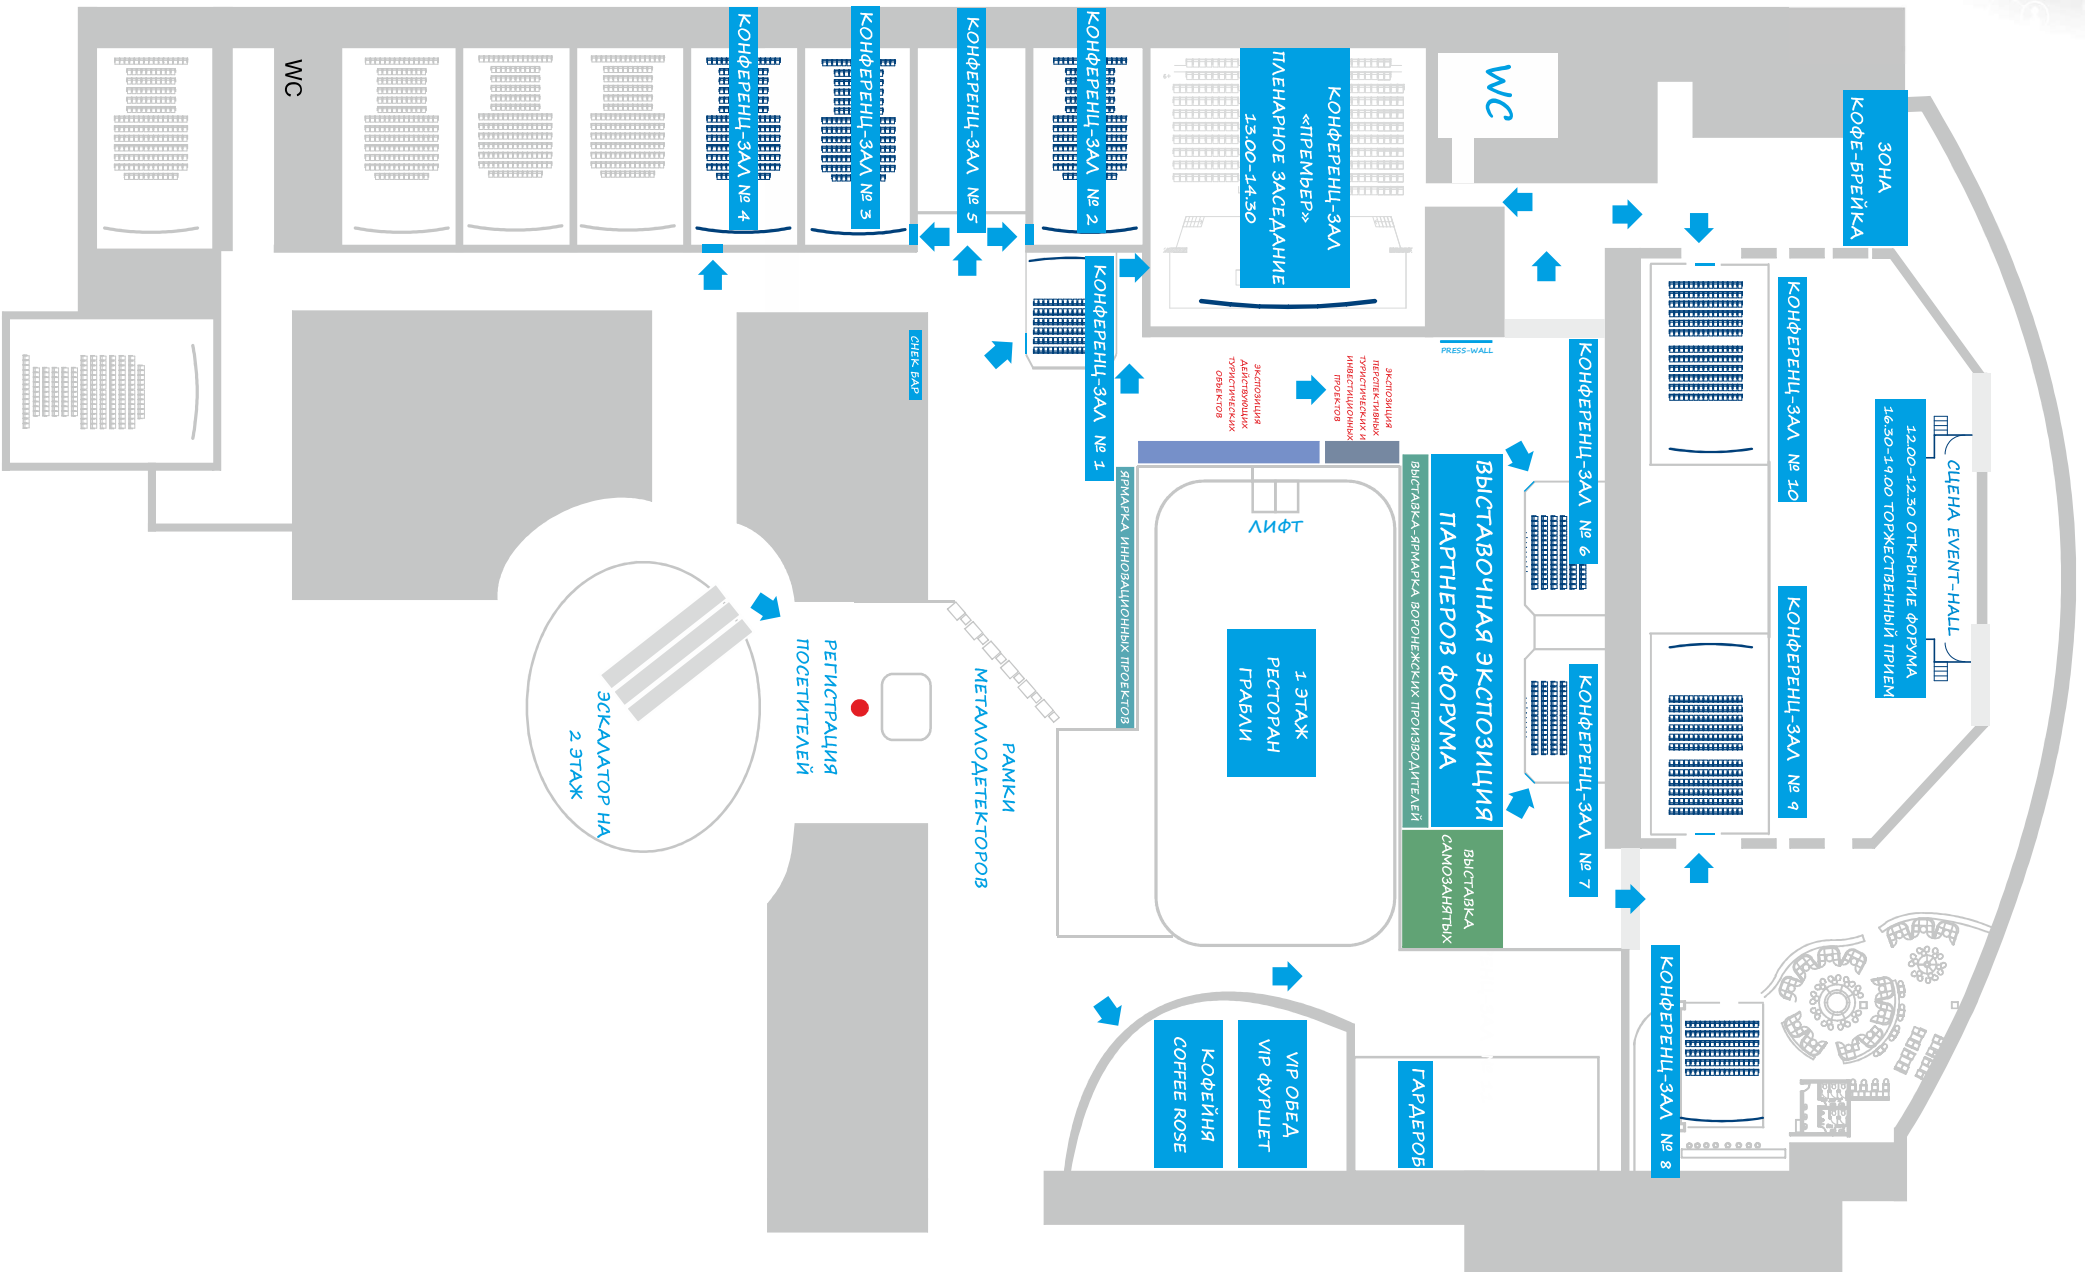 WC
КОНФЕРЕНЦ-ЗАЛ № 4
КОНФЕРЕНЦ-ЗАЛ № 3
КОНФЕРЕНЦ-ЗАЛ № 5
КОНФЕРЕНЦ-ЗАЛ № 2
КОНФЕРЕНЦ-ЗАЛ
«ПРЕМЬЕР»
ПЛЕНАРНОЕ ЗАСЕДАНИЕ
13.00-14.30
WC
ЗОНА
КОФЕ-БРЕЙКА
КОНФЕРЕНЦ-ЗАЛ № 1
СНЕК БАР
ЭКСПОЗИЦИЯ
ДЕЙСТВУЮЩИХ
ТУРИСТИЧЕСКИХ
ОБЪЕКТОВ
ЭКСПОЗИЦИЯ
ПЕРСПЕКТИВНЫХ
ТУРИСТИЧЕСКИХ И
ИНВЕСТИЦИОННЫХ
ПРОЕКТОВ
PRESS-WALL
КОНФЕРЕНЦ-ЗАЛ № 6
КОНФЕРЕНЦ-ЗАЛ № 10
СЦЕНА EVENT-HALL
12.00-12.30 ОТКРЫТИЕ ФОРУМА
16.30-19.00 ТОРЖЕСТВЕННЫЙ ПРИЕМ
ЯРМАРКА ИННОВАЦИОННЫХ ПРОЕКТОВ
ЛИФТ
ВЫСТАВКА-ЯРМАРКА ВОРОНЕЖСКИХ ПРОИЗВОДИТЕЛЕЙ
ВЫСТАВОЧНАЯ ЭКСПОЗИЦИЯ
ПАРТНЕРОВ ФОРУМА
1 ЭТАЖ
РЕСТОРАН
ГРАБЛИ
КОНФЕРЕНЦ-ЗАЛ № 7
КОНФЕРЕНЦ-ЗАЛ № 9
ЭСКАЛАТОР НА
2 ЭТАЖ
РЕГИСТРАЦИЯ
ПОСЕТИТЕЛЕЙ
РАМКИ
МЕТАЛЛОДЕТЕКТОРОВ
ВЫСТАВКА
САМОЗАНЯТЫХ
КОФЕЙНЯ
COFFEE ROSE
VIP ОБЕД
VIP ФУРШЕТ
ГАРДЕРОБ
КОНФЕРЕНЦ-ЗАЛ № 8